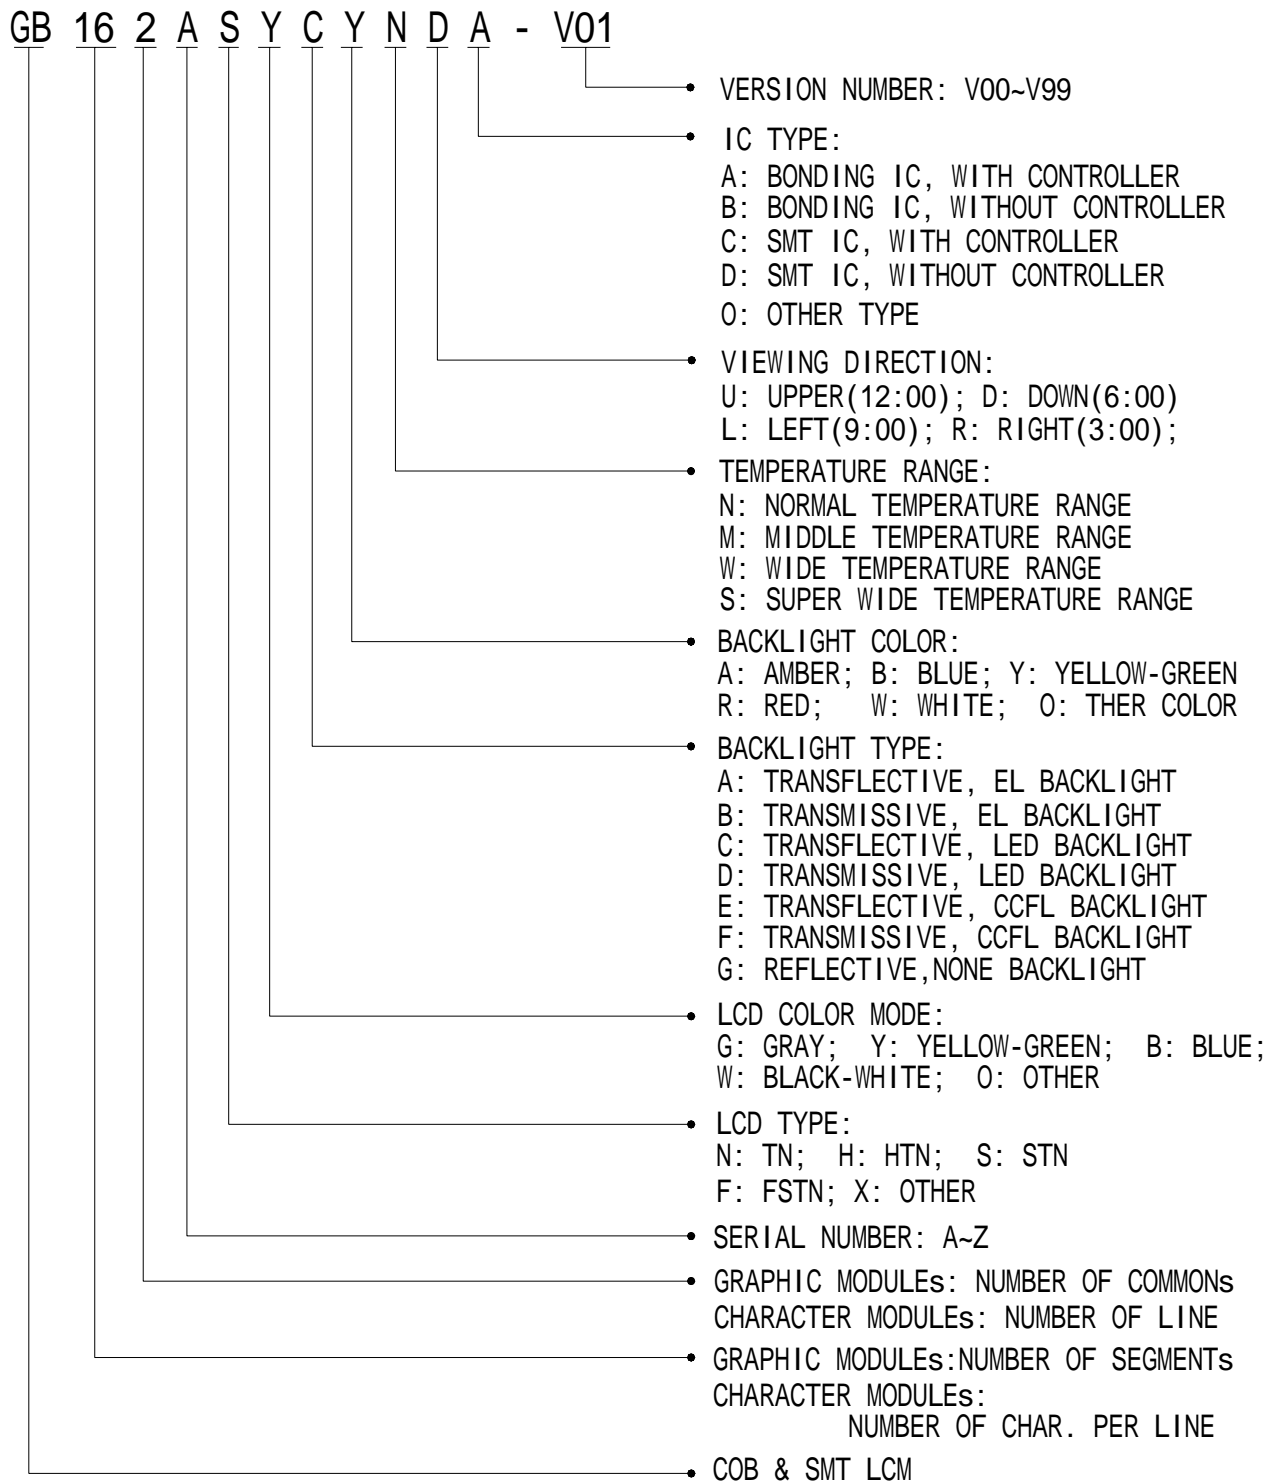 GB 16 2 A S Y C Y N D A - V01
VERSION NUMBER: V00~V99
IC TYPE:
A: BONDING IC, WITH CONTROLLER
B: BONDING IC, WITHOUT CONTROLLER
C: SMT IC, WITH CONTROLLER
D: SMT IC, WITHOUT CONTROLLER
O: OTHER TYPE
VIEWING DIRECTION:
U: UPPER(12:00); D: DOWN(6:00)
L: LEFT(9:00); R: RIGHT(3:00);
TEMPERATURE RANGE:
N: NORMAL TEMPERATURE RANGE
M: MIDDLE TEMPERATURE RANGE
W: WIDE TEMPERATURE RANGE
S: SUPER WIDE TEMPERATURE RANGE
BACKLIGHT COLOR:
A: AMBER; B: BLUE; Y: YELLOW-GREEN
R: RED; W: WHITE; O: THER COLOR
BACKLIGHT TYPE:
A: TRANSFLECTIVE, EL BACKLIGHT
B: TRANSMISSIVE, EL BACKLIGHT
C: TRANSFLECTIVE, LED BACKLIGHT
D: TRANSMISSIVE, LED BACKLIGHT
E: TRANSFLECTIVE, CCFL BACKLIGHT
F: TRANSMISSIVE, CCFL BACKLIGHT
G: REFLECTIVE,NONE BACKLIGHT
LCD COLOR MODE:
G: GRAY; Y: YELLOW-GREEN; B: BLUE;
W: BLACK-WHITE; O: OTHER
LCD TYPE:
N: TN; H: HTN; S: STN
F: FSTN; X: OTHER
SERIAL NUMBER: A~Z
GRAPHIC MODULEs: NUMBER OF COMMONs
CHARACTER MODULEs: NUMBER OF LINE
GRAPHIC MODULEs:NUMBER OF SEGMENTs
CHARACTER MODULEs:
NUMBER OF CHAR. PER LINE
COB & SMT LCM